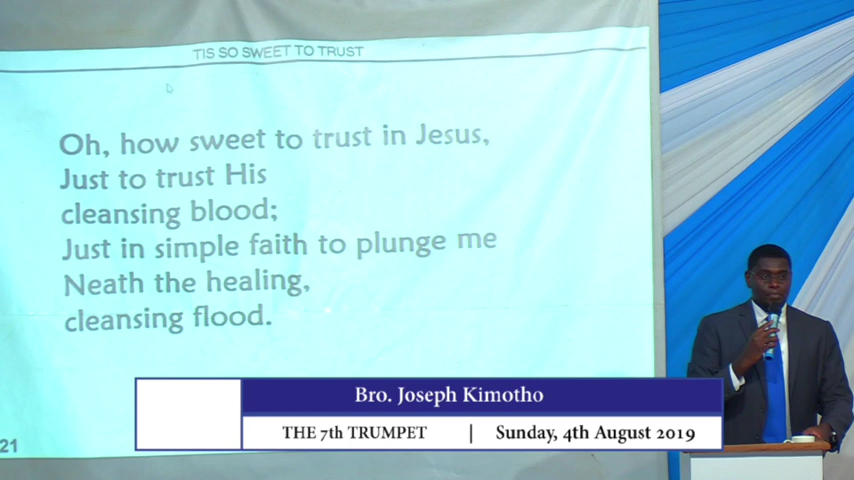 TIS SO SWEET TO TRUST
Oh, how sweet to trust in Jesus,
Just to trust His
cleansing blood;
Just in simple faith to plunge me
Neath the healing,
cleansing flood.
21
Bro. Joseph Kimotho
THE 7th TRUMPET | Sunday, 4th August 2019